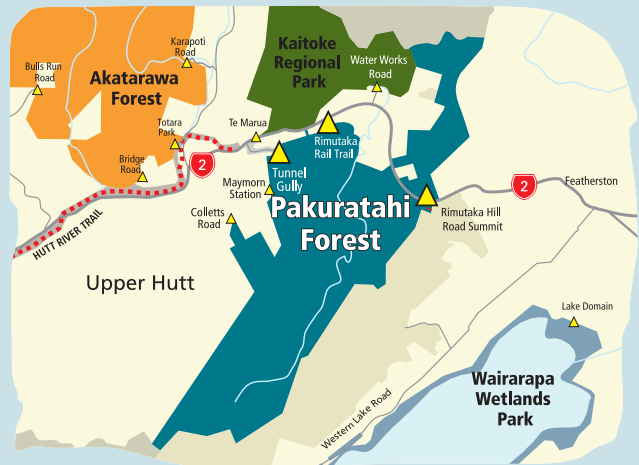 Karapoti
Road
Kaitoke
Regional
Park
Bulls Run
Road
Akatarawa
Forest
Water Works
Road
Totara
Park
Te Marua
Rimutaka
Rail Trail
2
Bridge
Road
Tunnel
Gully
Maymorn
Station
2
Featherston
Pakuratahi
Forest
Colletts
Road
Rimutaka Hill
Road Summit
HUTT RIVER TRAIL
Upper Hutt
Lake Domain
Wairarapa
Wetlands
Park
Western Lake Road